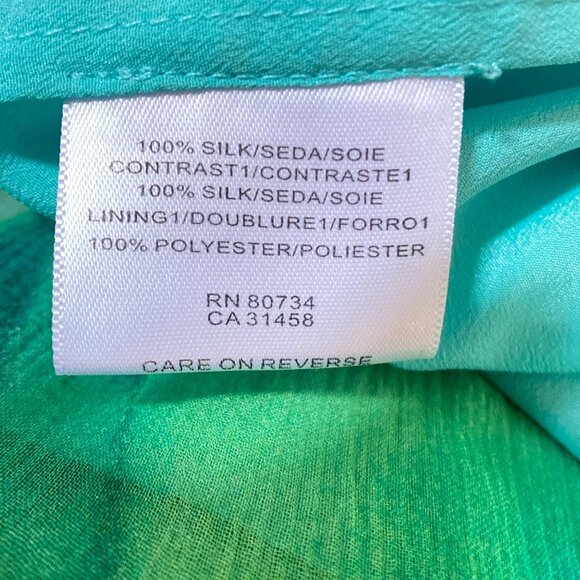 100% SILK/SEDA/SOIE
CONTRAST1/CONTRASTE1
100% SILK/SEDA/SOIE
LINING1/DOUBLURE1/FORRO1
100% POLYESTER/POLIESTER
RN 80734
CA 31458
CARE ON REVERSE